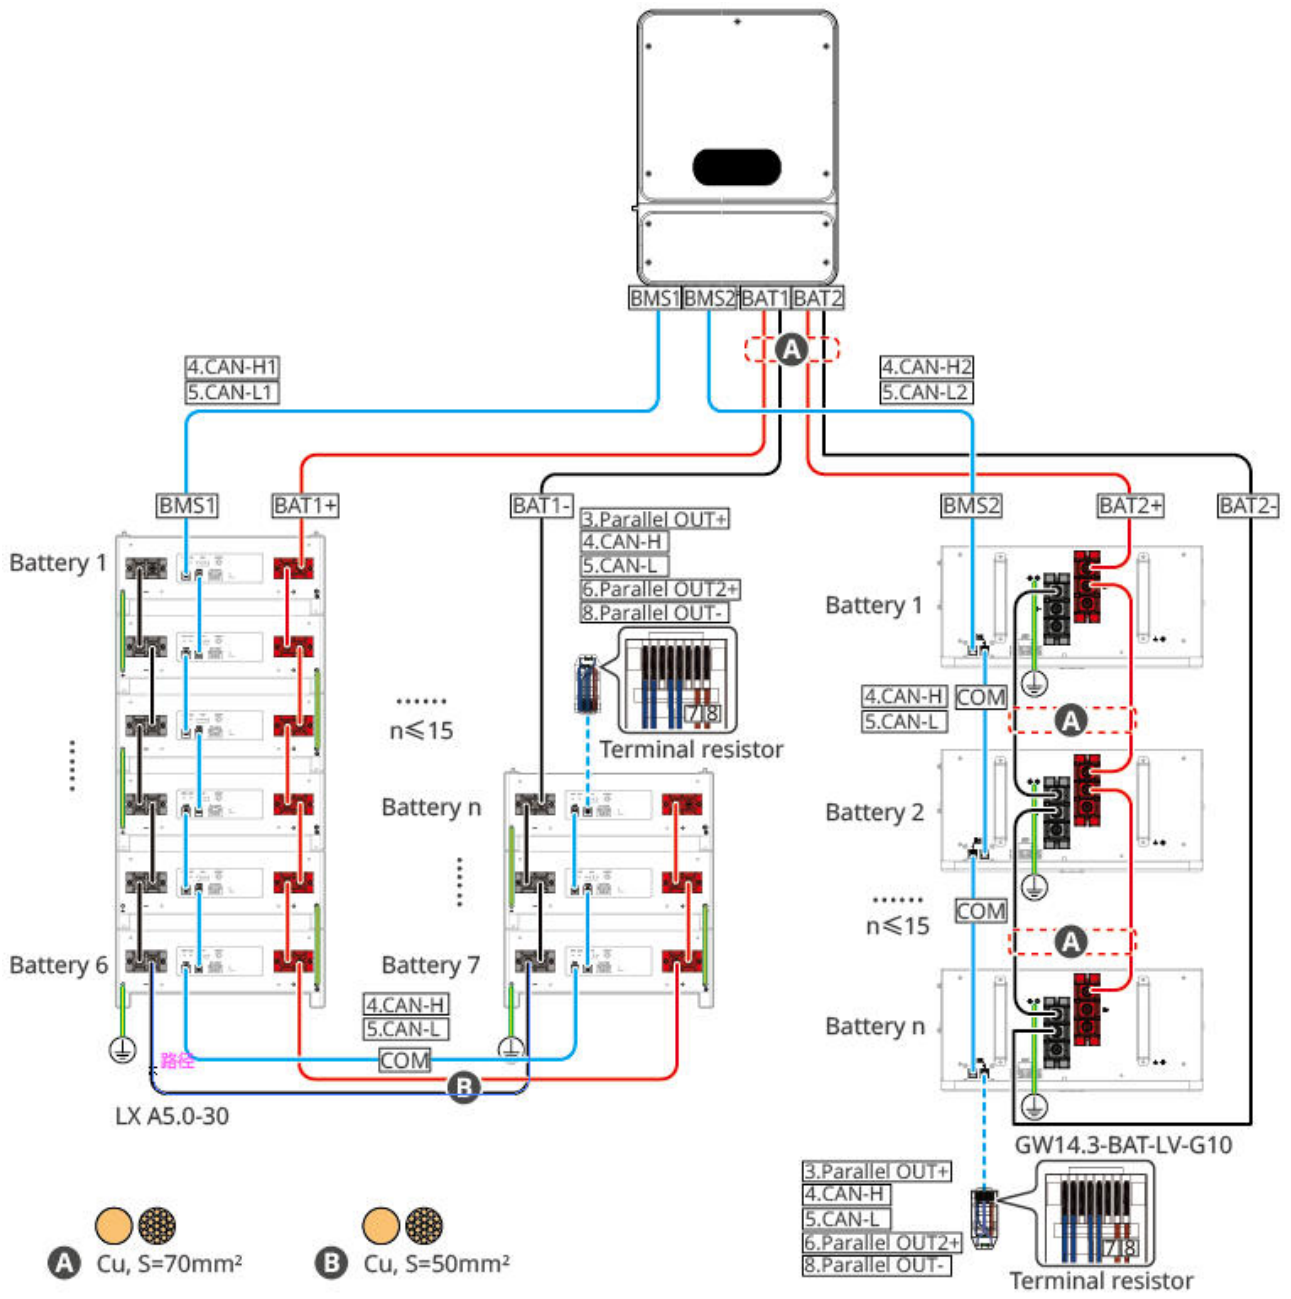 BMS1 BMS2 BAT1 BAT2
A
4.CAN-H1
5.CAN-L1
4.CAN-H2
5.CAN-L2
BMS1
BAT1+
BAT1-
BMS2
BAT2+
BAT2-
3.Parallel OUT+
4.CAN-H
5.CAN-L
6.Parallel OUT2+
8.Parallel OUT-
7 8
Terminal resistor
Battery 1
......
Battery 6
......
n≤15
Battery n
......
Battery 7
4.CAN-H
5.CAN-L
COM
路径
B
LX A5.0-30
Battery 1
4.CAN-H
5.CAN-L
COM
A
Battery 2
......
n≤15
COM
A
Battery n
GW14.3-BAT-LV-G10
3.Parallel OUT+
4.CAN-H
5.CAN-L
6.Parallel OUT2+
8.Parallel OUT-
7 8
Terminal resistor
A Cu, S=70mm²
B Cu, S=50mm²